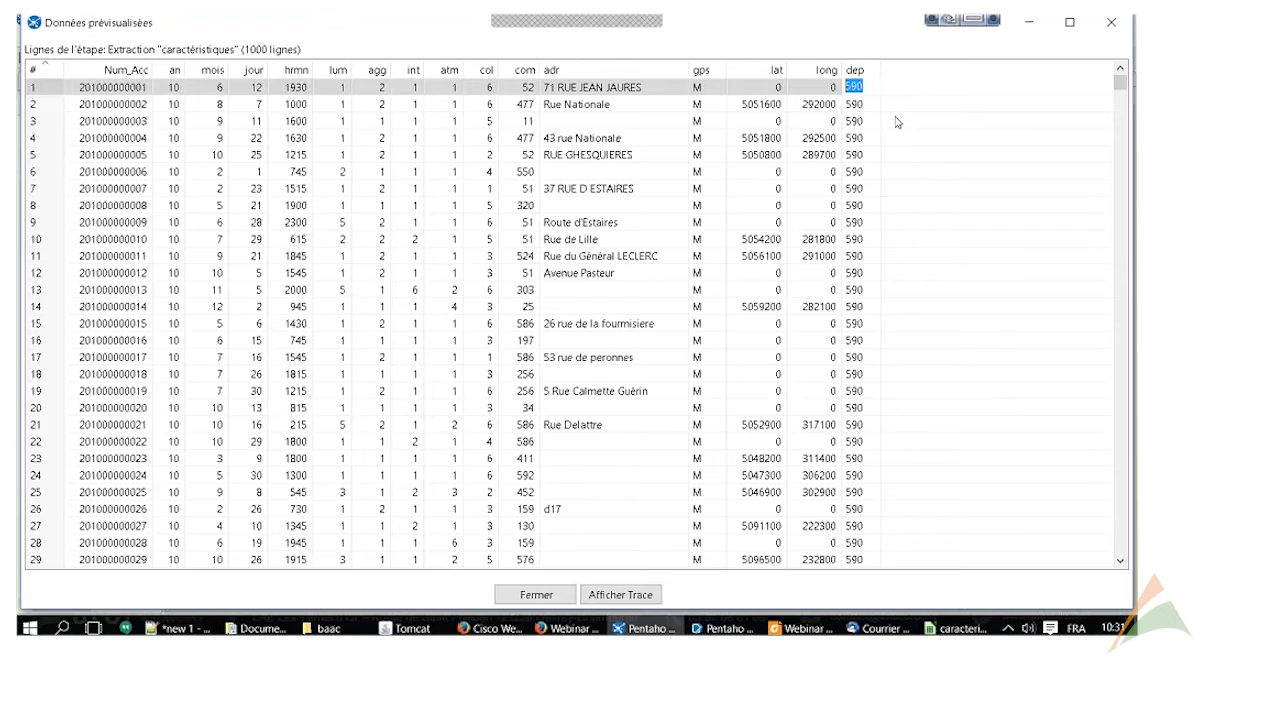 Données prévisualisées
Lignes de l'étape: Extraction "caractéristiques" (1000 lignes)
# Num_Acc an mois jour hrmn lum agg int atm col com adr gps lat long dep
1 201000000001 10 6 12 1930 1 2 1 1 6 52 71 RUE JEAN JAURES M 0 0 590
2 201000000002 10 8 7 1000 1 2 1 1 6 477 Rue Nationale M 5051600 292000 590
3 201000000003 10 9 11 1600 1 2 1 1 5 11 M 0 0 590
4 201000000004 10 9 22 1630 1 2 1 1 6 477 43 rue Nationale M 5051800 292500 590
5 201000000005 10 10 25 1215 1 2 1 1 2 52 RUE GHESQUIERES M 5050800 289700 590
6 201000000006 10 2 1 745 2 1 1 1 4 550 M 0 0 590
7 201000000007 10 2 23 1515 1 2 1 1 1 51 37 RUE D ESTAIRES M 0 0 590
8 201000000008 10 5 21 1900 1 1 1 1 5 320 M 0 0 590
9 201000000009 10 6 28 2300 5 2 1 1 6 51 Route d'Estaires M 0 0 590
10 201000000010 10 7 29 615 2 2 2 1 5 51 Rue de Lille M 5054200 281800 590
11 201000000011 10 9 21 1845 1 2 1 1 3 524 Rue du Général LECLERC M 5056100 291000 590
12 201000000012 10 10 5 1545 1 2 1 1 3 51 Avenue Pasteur M 0 0 590
13 201000000013 10 11 5 2000 5 1 6 2 6 303 M 0 0 590
14 201000000014 10 12 2 945 1 1 1 4 3 25 M 5059200 282100 590
15 201000000015 10 5 6 1430 1 2 1 1 6 586 26 rue de la fourmisiere M 0 0 590
16 201000000016 10 6 15 745 1 1 1 1 3 197 M 0 0 590
17 201000000017 10 7 16 1545 1 2 1 1 1 586 53 rue de peronnes M 0 0 590
18 201000000018 10 7 26 1815 1 1 1 1 3 256 M 0 0 590
19 201000000019 10 7 30 1215 1 2 1 1 6 256 5 Rue Calmette Guérin M 0 0 590
20 201000000020 10 10 13 815 1 1 1 1 3 34 M 0 0 590
21 201000000021 10 10 16 215 5 2 1 2 6 586 Rue Delattre M 5052900 317100 590
22 201000000022 10 10 29 1800 1 1 2 1 4 586 M 0 0 590
23 201000000023 10 3 9 1800 1 1 1 1 6 411 M 5048200 311400 590
24 201000000024 10 5 30 1300 1 1 1 1 6 592 M 5047300 306200 590
25 201000000025 10 9 8 545 3 1 2 3 2 452 M 5046900 302900 590
26 201000000026 10 2 26 730 1 2 1 1 3 159 d17 M 0 0 590
27 201000000027 10 4 10 1345 1 1 2 1 3 130 M 5091100 222300 590
28 201000000028 10 6 19 1945 1 1 1 6 3 159 M 0 0 590
29 201000000029 10 10 26 1915 3 1 1 2 5 576 M 5096500 232800 590
Fermer Afficher Trace
*new 1 - ... Docume... baac Tomcat Cisco We... Webinar ... Pentaho ... Pentaho ... Webinar ... Courrier ... caracteri... FRA 10:31